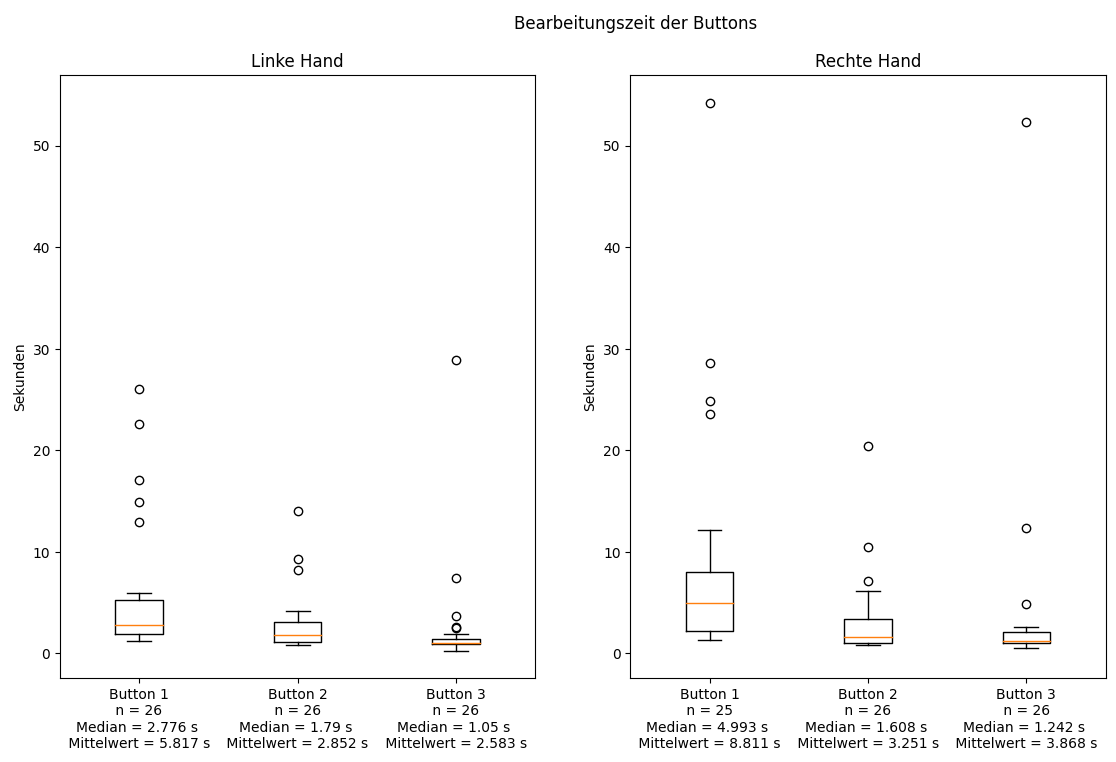 Bearbeitungszeit der Buttons
Linke Hand
Sekunden
50
40
30
20
10
0
Button 1
n = 26
Median = 2.776 s
Mittelwert = 5.817 s
Button 2
n = 26
Median = 1.79 s
Mittelwert = 2.852 s
Button 3
n = 26
Median = 1.05 s
Mittelwert = 2.583 s
Rechte Hand
Sekunden
50
40
30
20
10
0
Button 1
n = 25
Median = 4.993 s
Mittelwert = 8.811 s
Button 2
n = 26
Median = 1.608 s
Mittelwert = 3.251 s
Button 3
n = 26
Median = 1.242 s
Mittelwert = 3.868 s